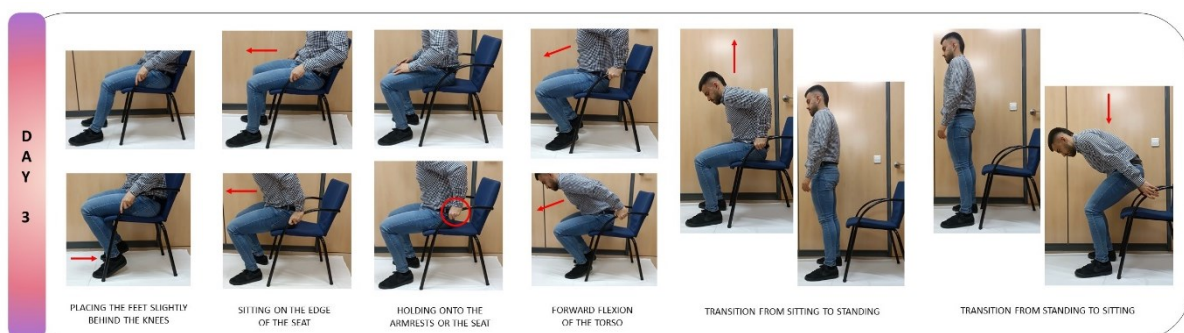 DAY 3
PLACING THE FEET SLIGHTLY
BEHIND THE KNEES
SITTING ON THE EDGE
OF THE SEAT
HOLDING ONTO THE
ARMRESTS OR THE SEAT
FORWARD FLEXION
OF THE TORSO
TRANSITION FROM SITTING TO STANDING
TRANSITION FROM STANDING TO SITTING